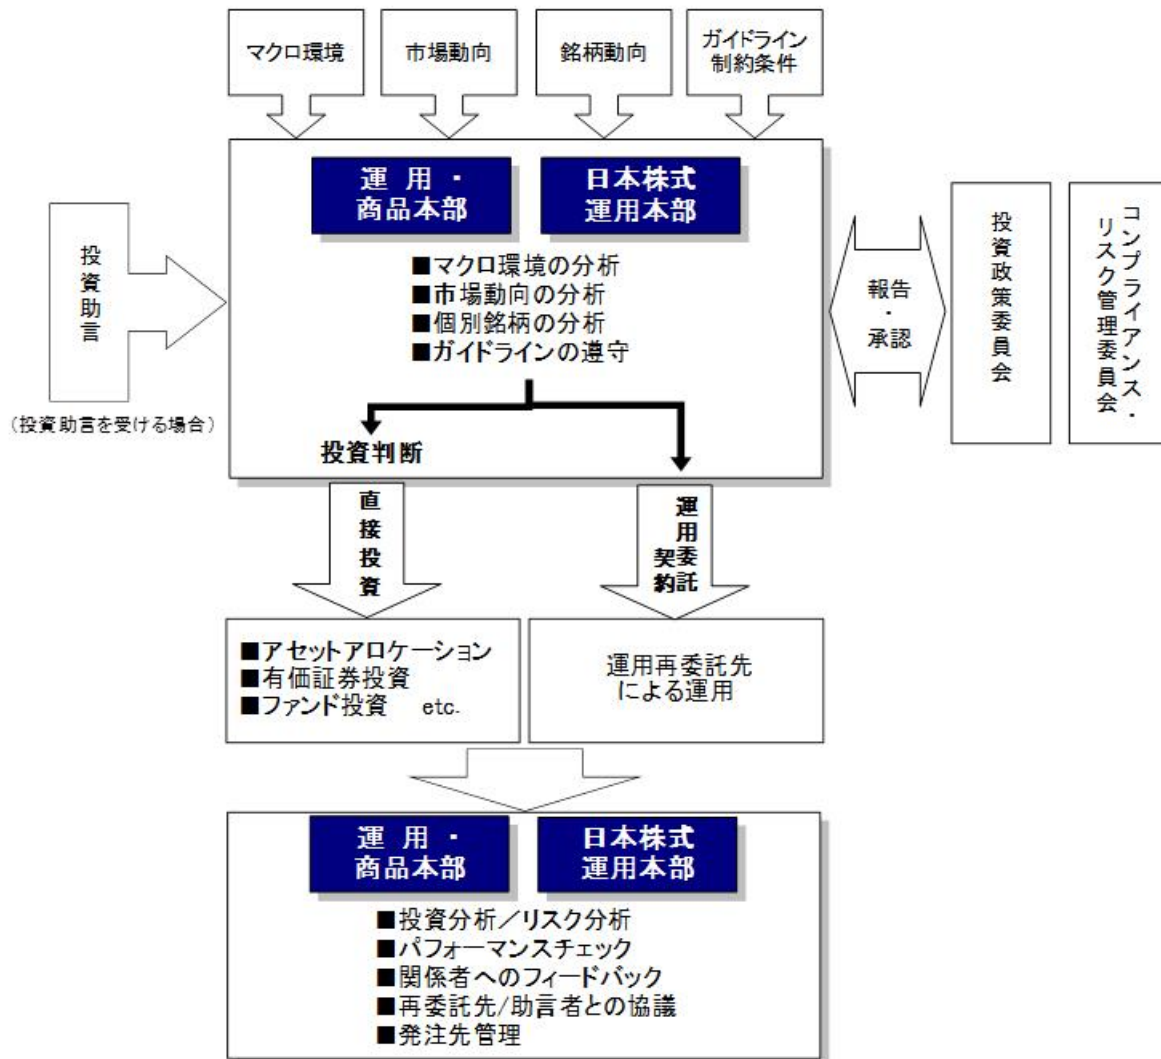 マクロ環境
市場動向
銘柄動向
ガイドライン
制約条件
運 用 ・
商品本部
日本株式
運用本部
■マクロ環境の分析
■市場動向の分析
■個別銘柄の分析
■ガイドラインの遵守
投資助言
(投資助言を受ける場合)
報告
・
承認
投資政策委員会
コンプライアンス・
リスク管理委員会
投資判断
直接投資
運用委託
契約
■アセットアロケーション
■有価証券投資
■ファンド投資 etc.
運用再委託先
による運用
運 用 ・
商品本部
日本株式
運用本部
■投資分析/リスク分析
■パフォーマンスチェック
■関係者へのフィードバック
■再委託先/助言者との協議
■発注先管理